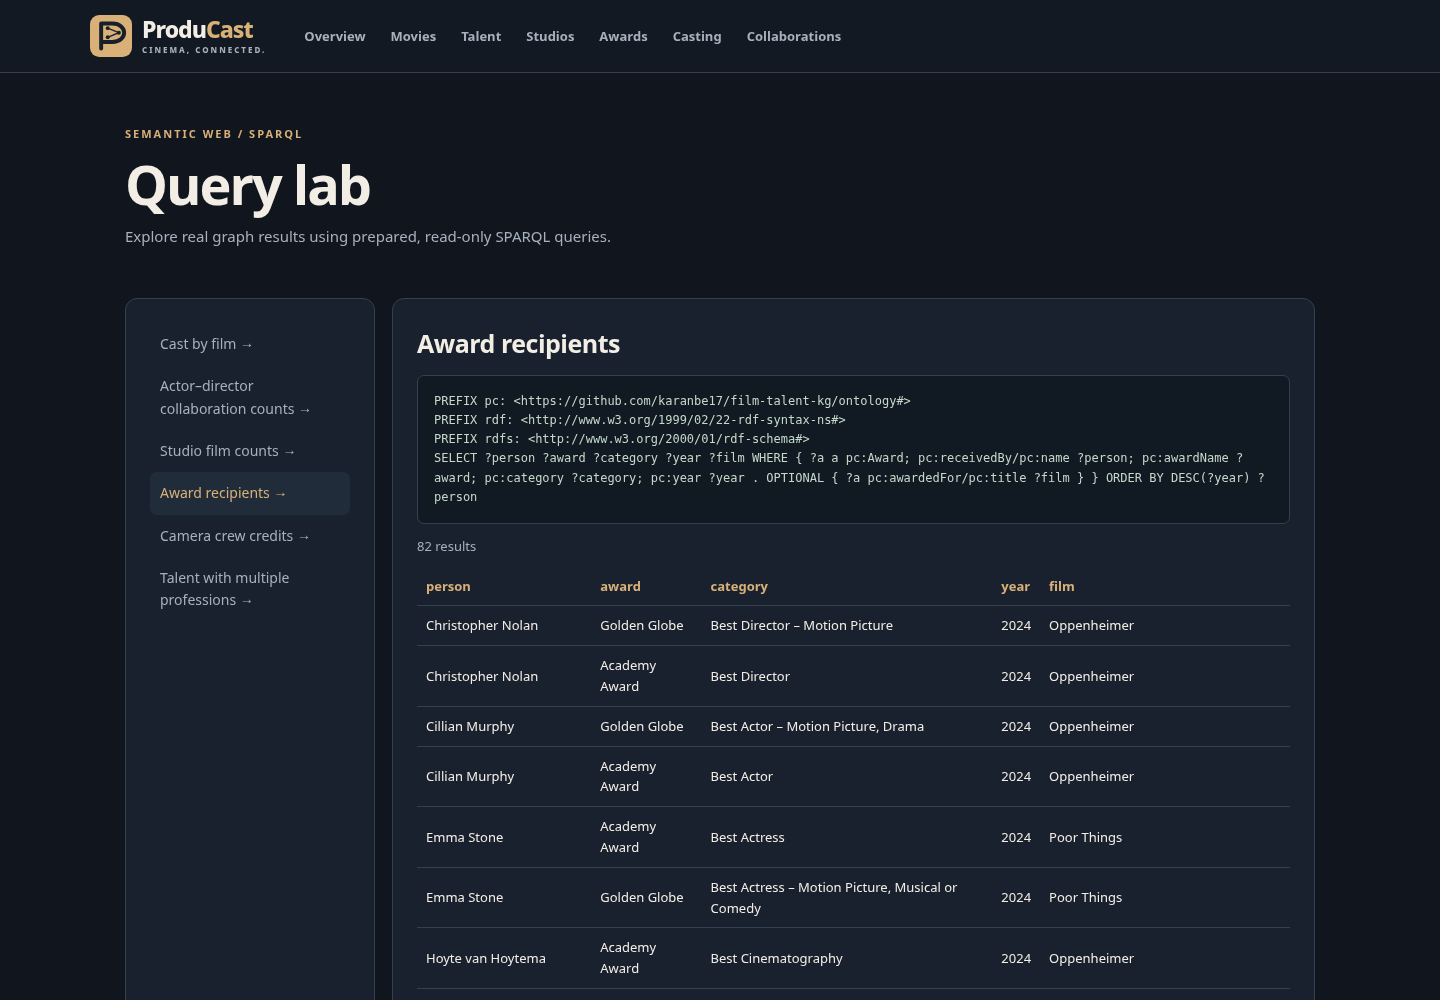 ProduCast
CINEMA, CONNECTED.
Overview
Movies
Talent
Studios
Awards
Casting
Collaborations
SEMANTIC WEB / SPARQL
Query lab
Explore real graph results using prepared, read-only SPARQL queries.
Cast by film →
Actor–director
collaboration counts →
Studio film counts →
Award recipients →
Camera crew credits →
Talent with multiple
professions →
Award recipients
PREFIX pc: <https://github.com/karanbe17/film-talent-kg/ontology#>
PREFIX rdf: <http://www.w3.org/1999/02/22-rdf-syntax-ns#>
PREFIX rdfs: <http://www.w3.org/2000/01/rdf-schema#>
SELECT ?person ?award ?category ?year ?film WHERE { ?a a pc:Award; pc:receivedBy/pc:name ?person; pc:awardName ?
award; pc:category ?category; pc:year ?year . OPTIONAL { ?a pc:awardedFor/pc:title ?film } } ORDER BY DESC(?year) ?
person
82 results
person award category year film
Christopher Nolan Golden Globe Best Director – Motion Picture 2024 Oppenheimer
Christopher Nolan Academy Award Best Director 2024 Oppenheimer
Cillian Murphy Golden Globe Best Actor – Motion Picture, Drama 2024 Oppenheimer
Cillian Murphy Academy Award Best Actor 2024 Oppenheimer
Emma Stone Academy Award Best Actress 2024 Poor Things
Emma Stone Golden Globe Best Actress – Motion Picture, Musical or Comedy 2024 Poor Things
Hoyte van Hoytema Academy Award Best Cinematography 2024 Oppenheimer